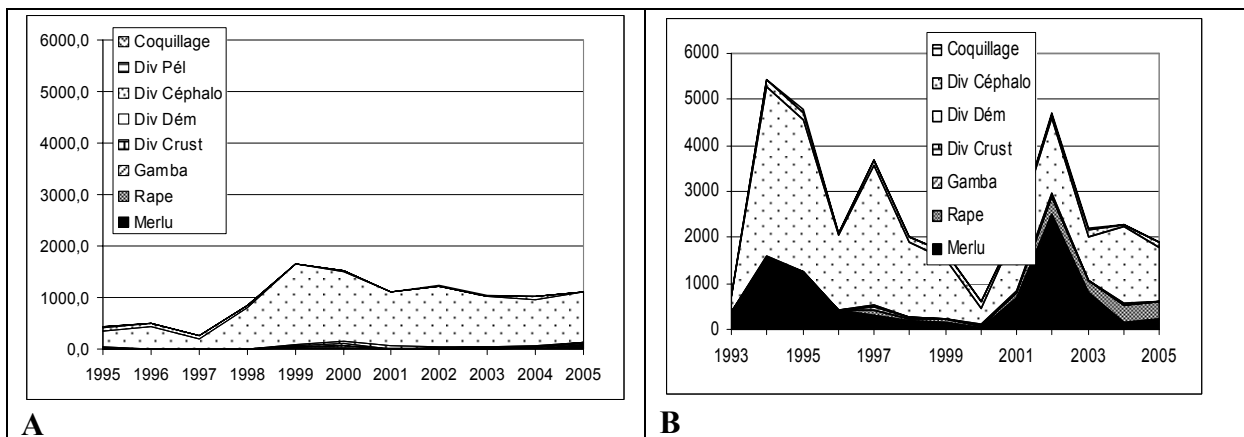 6000,0
5000,0
4000,0
3000,0
2000,0
1000,0
0,0
Coquillage
Div Pél
Div Céphalo
Div Dém
Div Crust
Gamba
Rape
Merlu
1995 1996 1997 1998 1999 2000 2001 2002 2003 2004 2005
A
6000
5000
4000
3000
2000
1000
0
Coquillage
Div Céphalo
Div Dém
Div Crust
Gamba
Rape
Merlu
1993 1995 1997 1999 2001 2003 2005
B